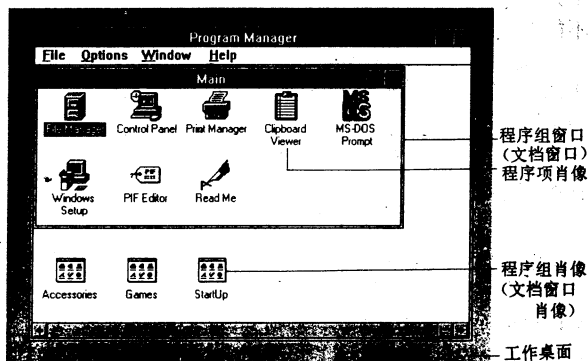 Program Manager
File Options Window Help
Main
File Manager
Control Panel
Print Manager
Clipboard
Viewer
MS-DOS
Prompt
Windows
Setup
PIF Editor
Read Me
Accessories
Games
StartUp
程序组窗口
(文档窗口)
程序项肖像
程序组肖像
(文档窗口
肖像)
工作桌面